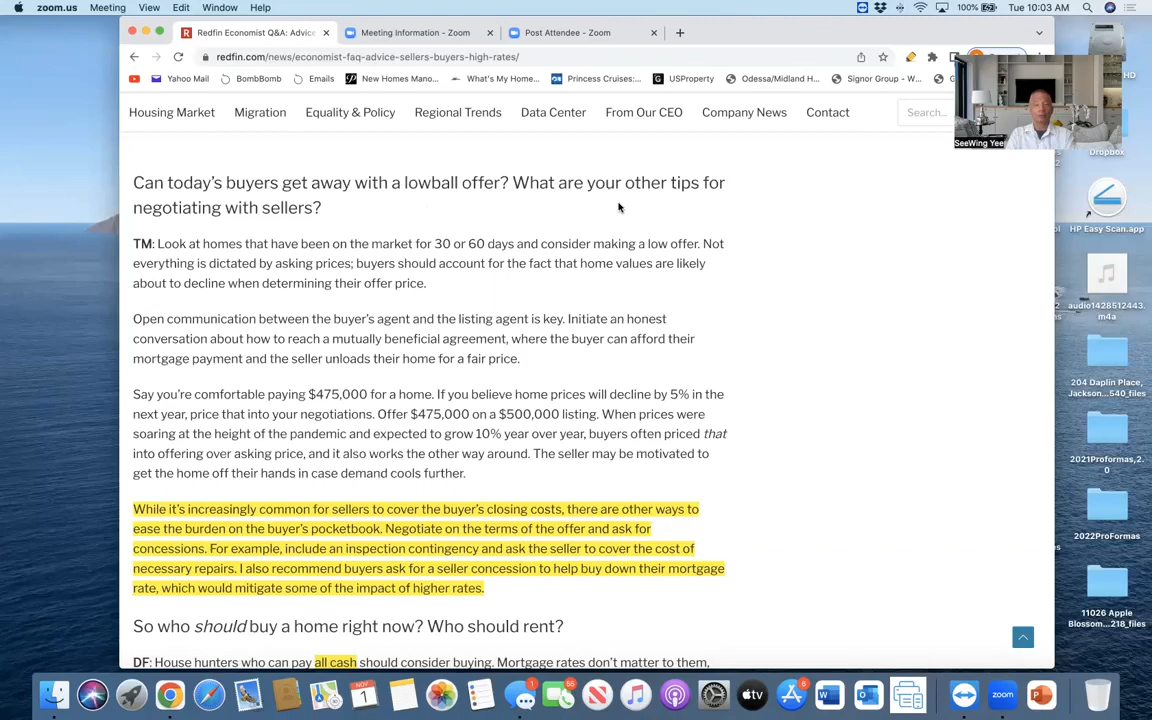 zoom.us Meeting View Edit Window Help
100% Tue 10:03 AM
Redfin Economist Q&A: Advice
Meeting Information - Zoom
Post Attendee - Zoom
redfin.com/news/economist-faq-advice-sellers-buyers-high-rates/
Yahoo Mail BombBomb Emails New Homes Mano... What's My Home... Princess Cruises:... USProperty Odessa/Midland H... Signor Group - W...
Housing Market Migration Equality & Policy Regional Trends Data Center From Our CEO Company News Contact Search...
SeeWing Yee
Can today's buyers get away with a lowball offer? What are your other tips for
negotiating with sellers?
TM: Look at homes that have been on the market for 30 or 60 days and consider making a low offer. Not
everything is dictated by asking prices; buyers should account for the fact that home values are likely
about to decline when determining their offer price.
Open communication between the buyer's agent and the listing agent is key. Initiate an honest
conversation about how to reach a mutually beneficial agreement, where the buyer can afford their
mortgage payment and the seller unloads their home for a fair price.
Say you're comfortable paying $475,000 for a home. If you believe home prices will decline by 5% in the
next year, price that into your negotiations. Offer $475,000 on a $500,000 listing. When prices were
soaring at the height of the pandemic and expected to grow 10% year over year, buyers often priced that
into offering over asking price, and it also works the other way around. The seller may be motivated to
get the home off their hands in case demand cools further.
While it's increasingly common for sellers to cover the buyer's closing costs, there are other ways to
ease the burden on the buyer's pocketbook. Negotiate on the terms of the offer and ask for
concessions. For example, include an inspection contingency and ask the seller to cover the cost of
necessary repairs. I also recommend buyers ask for a seller concession to help buy down their mortgage
rate, which would mitigate some of the impact of higher rates.
So who should buy a home right now? Who should rent?
DF: House hunters who can pay all cash should consider buying. Mortgage rates don't matter to them,
HD
Dropbox
HP Easy Scan.app
audio1428512443.
m4a
204 Daplin Place,
Jackson...540_files
2021Proformas,2.
0
2022ProFormas
11026 Apple
Blossom...218_files
NOV
1
1
56
6
zoom